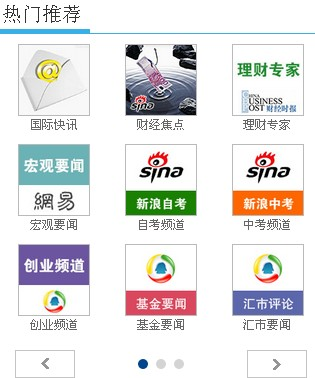 热门推荐
@
sina
理财专家
CHINA
BUSINESS
POST 财经时报
国际快讯
财经焦点
理财专家
宏观要闻
網易
sina
新浪自考
sina
新浪中考
宏观要闻
自考频道
中考频道
创业频道
基金要闻
汇市评论
创业频道
基金要闻
汇市要闻